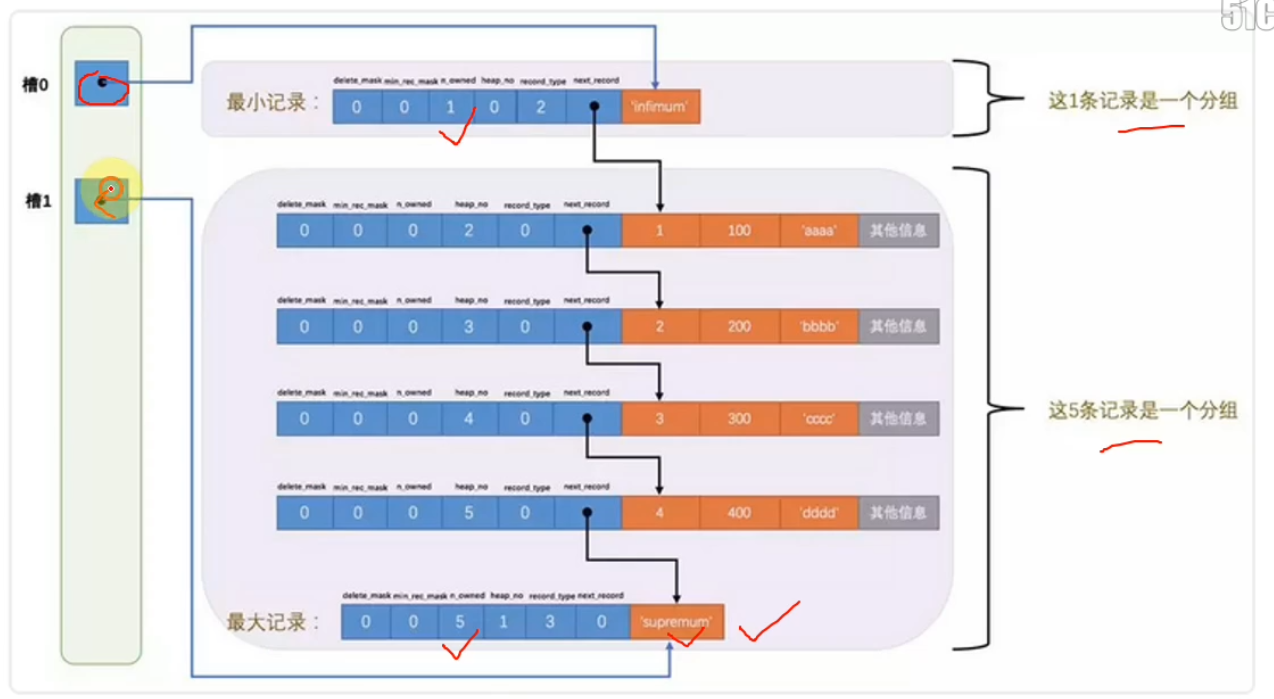 51C
delete_mask min_rec_mask n_owned heap_no record_type next_record
槽0
最小记录： 0 0 1 0 2 'infimum'
这1条记录是一个分组
槽1
delete_mask min_rec_mask n_owned heap_no record_type next_record
0 0 0 2 0 1 100 'aaaa' 其他信息
delete_mask min_rec_mask n_owned heap_no record_type next_record
0 0 0 3 0 2 200 'bbbb' 其他信息
delete_mask min_rec_mask n_owned heap_no record_type next_record
0 0 0 4 0 3 300 'cccc' 其他信息
这5条记录是一个分组
delete_mask min_rec_mask n_owned heap_no record_type next_record
0 0 0 5 0 4 400 'dddd' 其他信息
delete_mask min_rec_mask n_owned heap_no record_type next_record
最大记录： 0 0 5 1 3 0 'supremum'